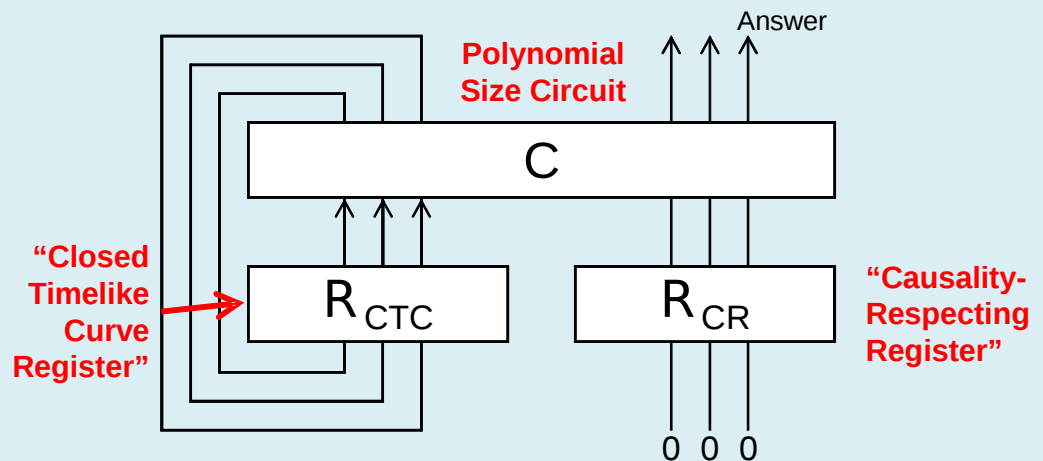 Answer
Polynomial
Size Circuit
C
“Closed
Timelike
Curve
Register”
R CTC
R CR
“Causality-
Respecting
Register”
0 0 0